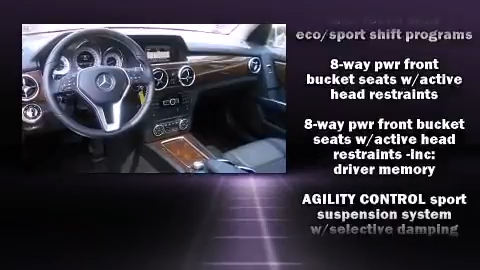 eco/sport shift programs
8-way pwr front
bucket seats w/active
head restraints
8-way pwr front bucket
seats w/active head
restraints -inc:
driver memory
AGILITY CONTROL sport
suspension system
w/selective damping